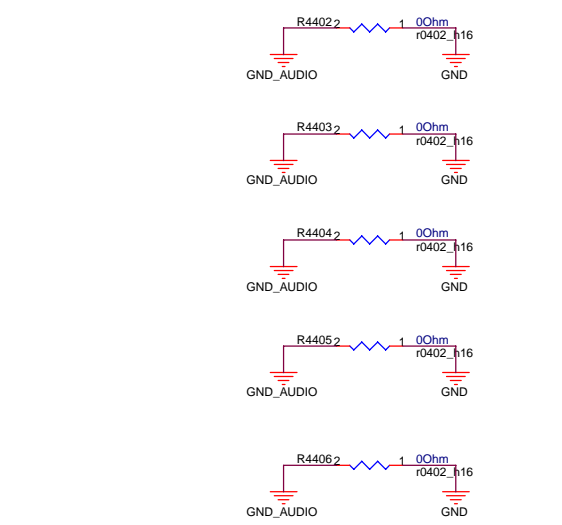 R4402 2 1 0Ohm
r0402_h16
GND_AUDIO GND
R4403 2 1 0Ohm
r0402_h16
GND_AUDIO GND
R4404 2 1 0Ohm
r0402_h16
GND_AUDIO GND
R4405 2 1 0Ohm
r0402_h16
GND_AUDIO GND
R4406 2 1 0Ohm
r0402_h16
GND_AUDIO GND